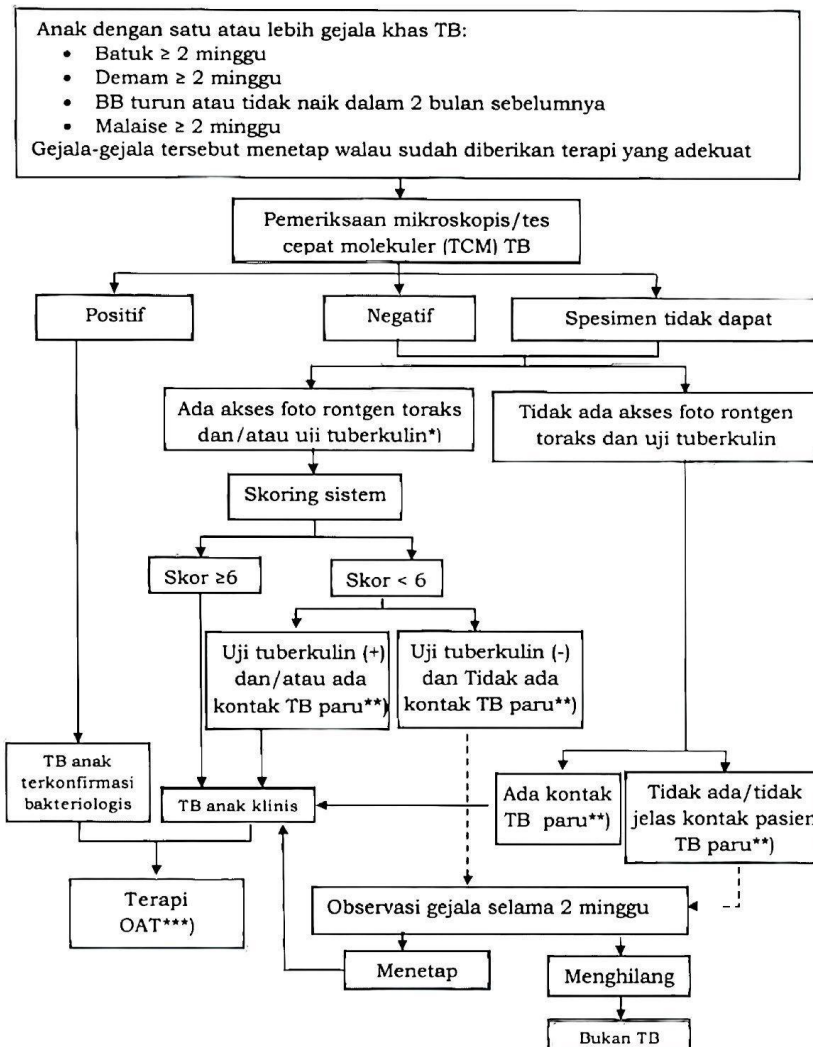 Anak dengan satu atau lebih gejala khas TB:
• Batuk ≥ 2 minggu
• Demam ≥ 2 minggu
• BB turun atau tidak naik dalam 2 bulan sebelumnya
• Malaise ≥ 2 minggu
Gejala-gejala tersebut menetap walau sudah diberikan terapi yang adekuat
Pemeriksaan mikroskopis/tes
cepat molekuler (TCM) TB
Positif
Negatif
Spesimen tidak dapat
Ada akses foto rontgen toraks
dan/atau uji tuberkulin*)
Tidak ada akses foto rontgen
toraks dan uji tuberkulin
Skoring sistem
Skor ≥6
Skor < 6
Uji tuberkulin (+)
dan/atau ada
kontak TB paru**)
Uji tuberkulin (-)
dan Tidak ada
kontak TB paru**)
TB anak
terkonfirmasi
bakteriologis
TB anak klinis
Ada kontak
TB paru**)
Tidak ada/tidak
jelas kontak pasien
TB paru**)
Terapi
OAT***)
Observasi gejala selama 2 minggu
Menetap
Menghilang
Bukan TB